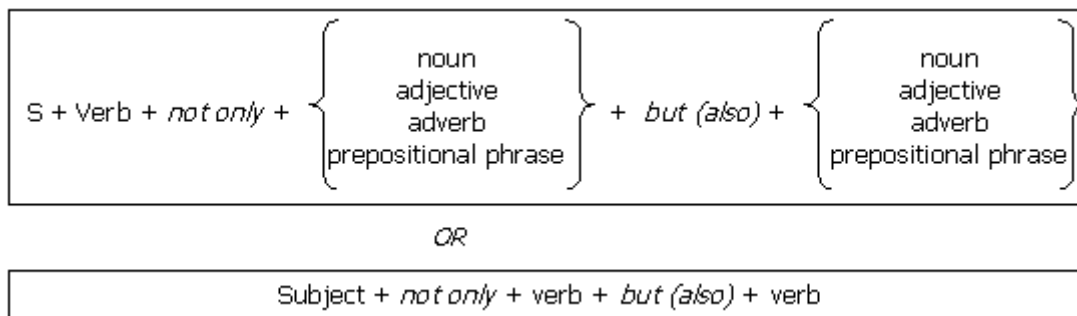 noun noun
adjective adjective
S + Verb + not only + adverb + but (also) + adverb
prepositional phrase prepositional phrase
OR
Subject + not only + verb + but (also) + verb